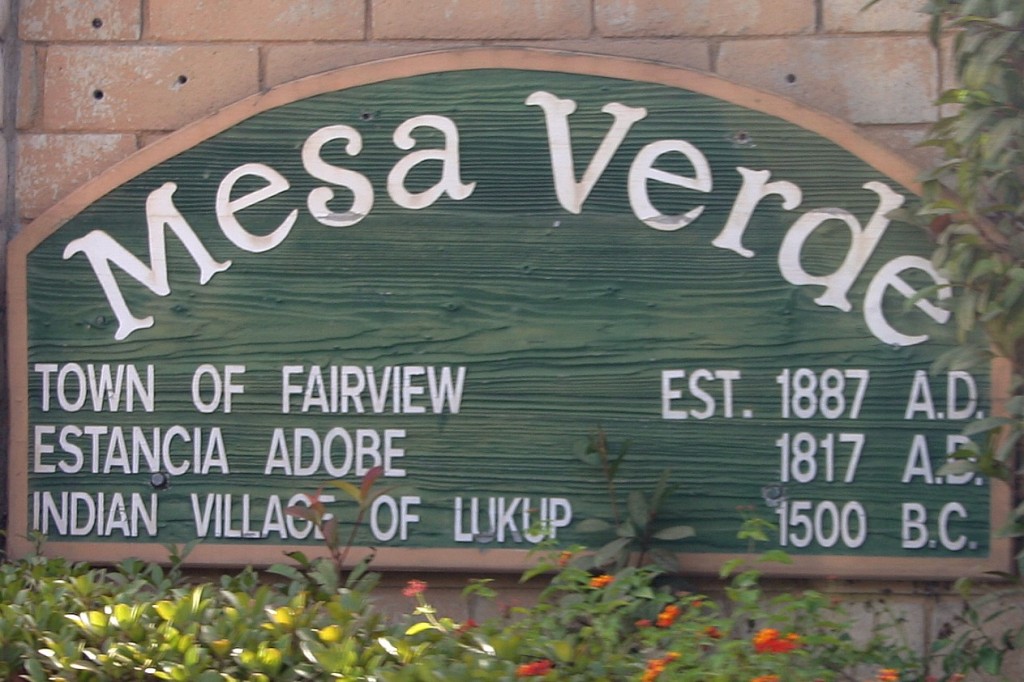 Mesa Verde
TOWN OF FAIRVIEW EST. 1887 A.D.
ESTANCIA ADOBE 1817 A.D.
INDIAN VILLAGE OF LUKUP 1500 B.C.